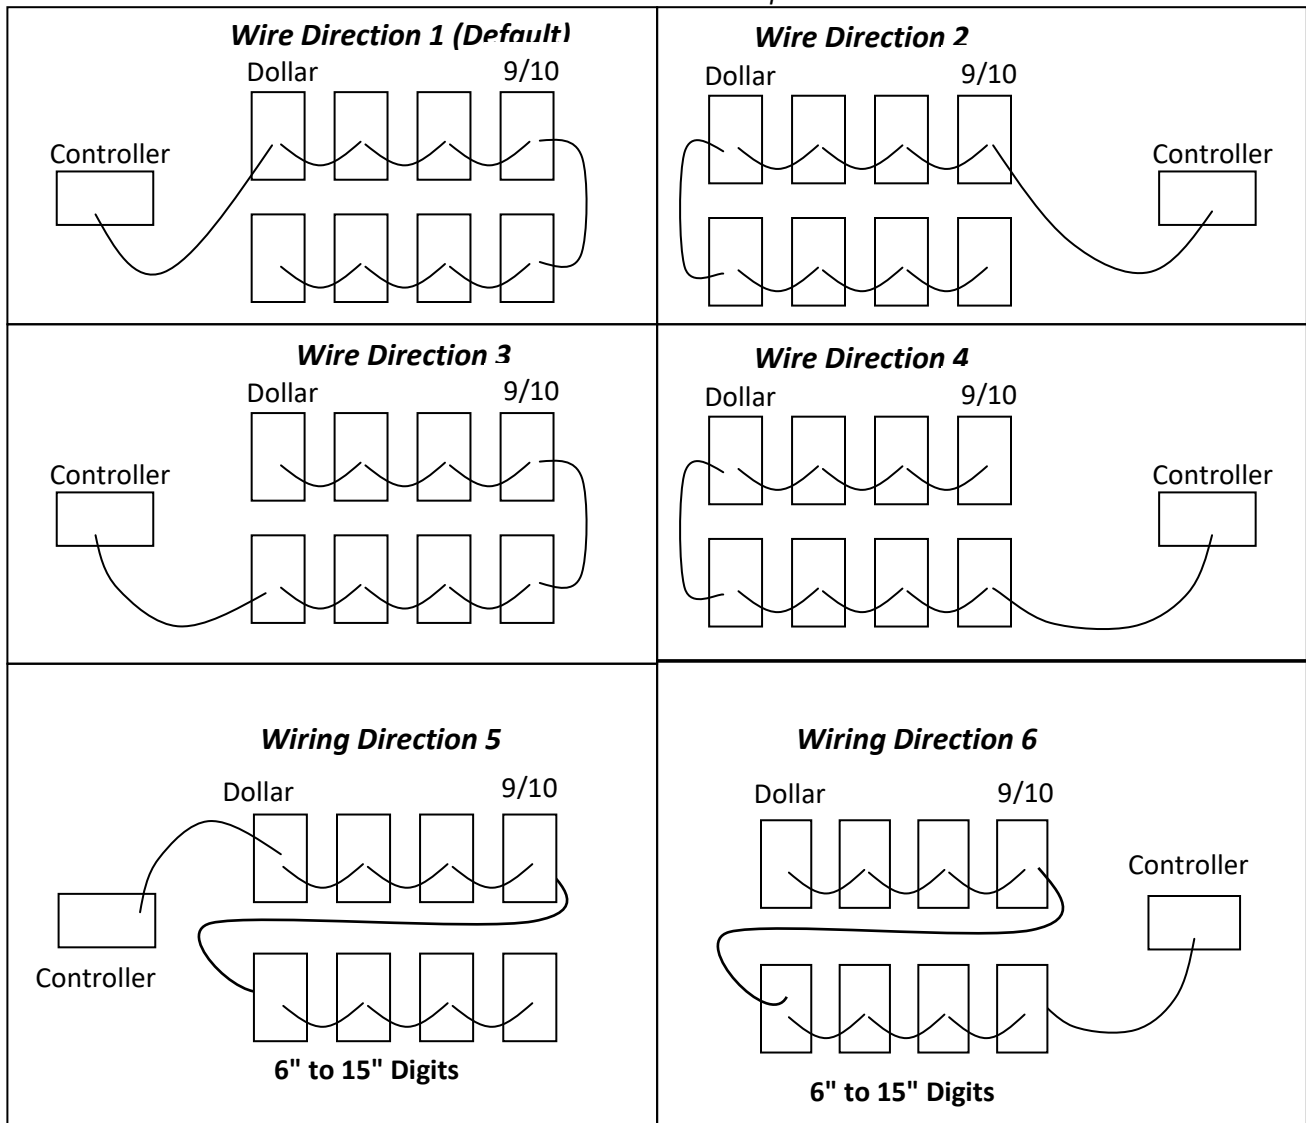 Wire Direction 1 (Default)
Dollar 9/10
Controller
Wire Direction 2
Dollar 9/10
Controller
Wire Direction 3
Dollar 9/10
Controller
Wire Direction 4
Dollar 9/10
Controller
Wiring Direction 5
Dollar 9/10
Controller
6" to 15" Digits
Wiring Direction 6
Dollar 9/10
Controller
6" to 15" Digits